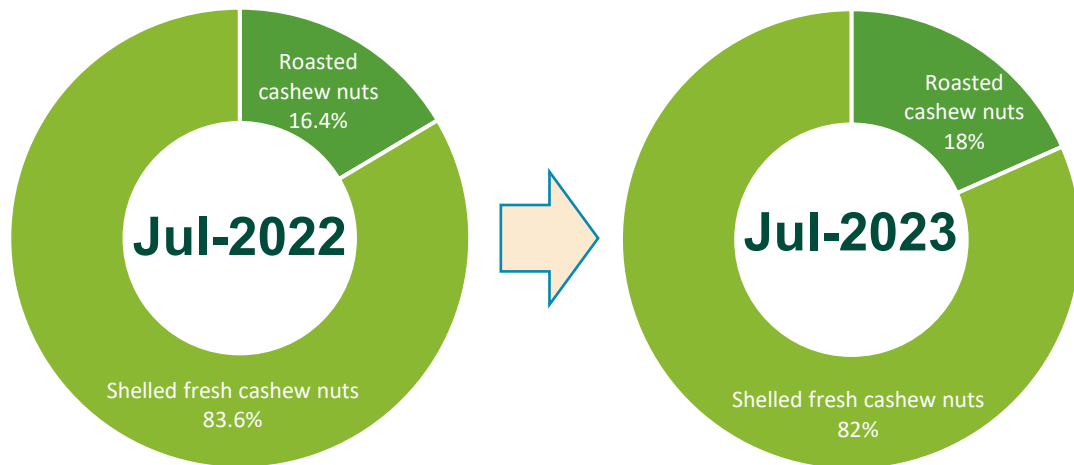 Roasted
cashew nuts
16.4%
Jul-2022
Shelled fresh cashew nuts
83.6%
Roasted
cashew nuts
18%
Jul-2023
Shelled fresh cashew nuts
82%